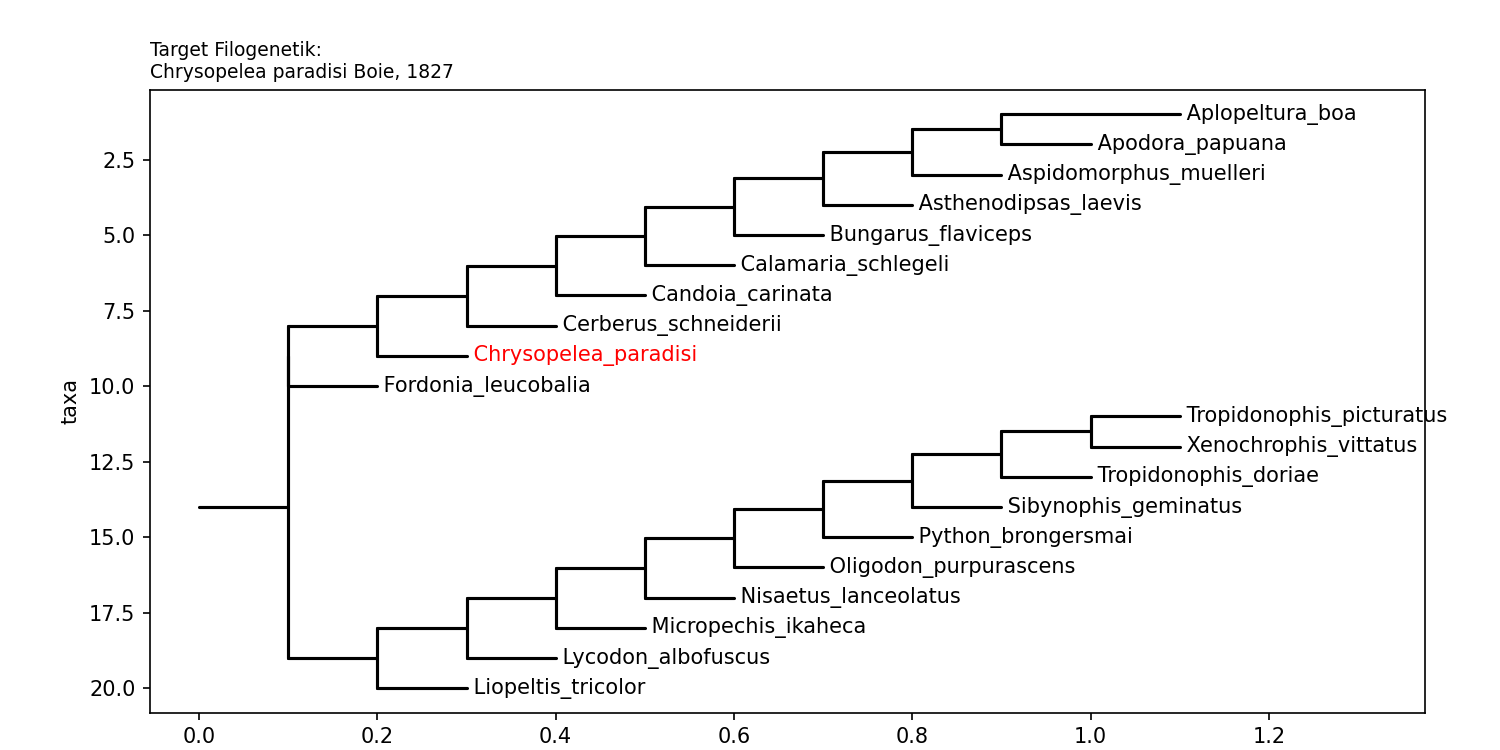 Target Filogenetik:
Chrysopelea paradisi Boie, 1827
Aplopeltura_boa
Apodora_papuana
2.5
Aspidomorphus_muelleri
Asthenodipsas_laevis
5.0
Bungarus_flaviceps
Calamaria_schlegeli
Candoia_carinata
7.5
Cerberus_schneiderii
Chrysopelea_paradisi
taxa
10.0
Fordonia_leucobalia
Tropidonophis_picturatus
Xenochrophis_vittatus
12.5
Tropidonophis_doriae
Sibynophis_geminatus
15.0
Python_brongersmai
Oligodon_purpurascens
Nisaetus_lanceolatus
17.5
Micropechis_ikaheca
Lycodon_albofuscus
20.0
Liopeltis_tricolor
0.0 0.2 0.4 0.6 0.8 1.0 1.2